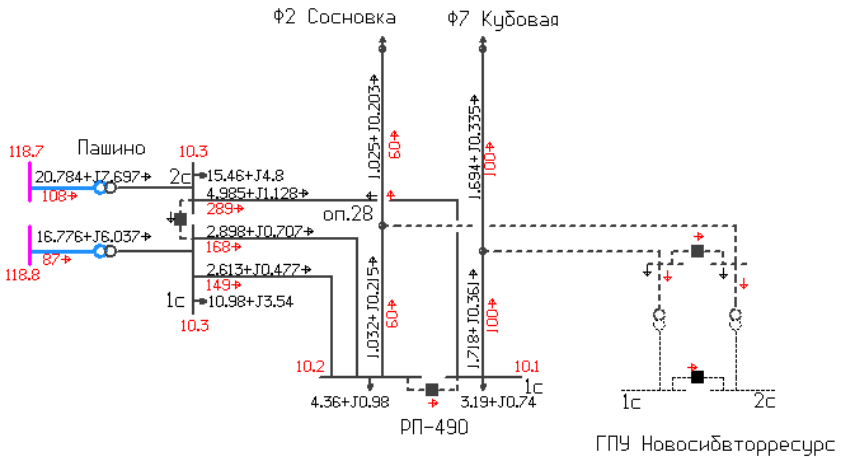 Ф2 Сосновка
Ф7 Кубовая
Пашино
118.7
20.784+J7.697
108
10.3
2с
15.46+J4.8
4.985+J1.128
289
оп.28
16.776+J6.037
87
118.8
2.898+J0.707
168
2.613+J0.477
149
1с
10.98+J3.54
10.3
1.025+J0.203
60
1.694+J0.335
100
1.032+J0.215
60
1.718+J0.361
100
10.2
10.1
1с
4.36+J0.98
3.19+J0.74
РП-490
1с
2с
ГПУ Новосибвторресурс